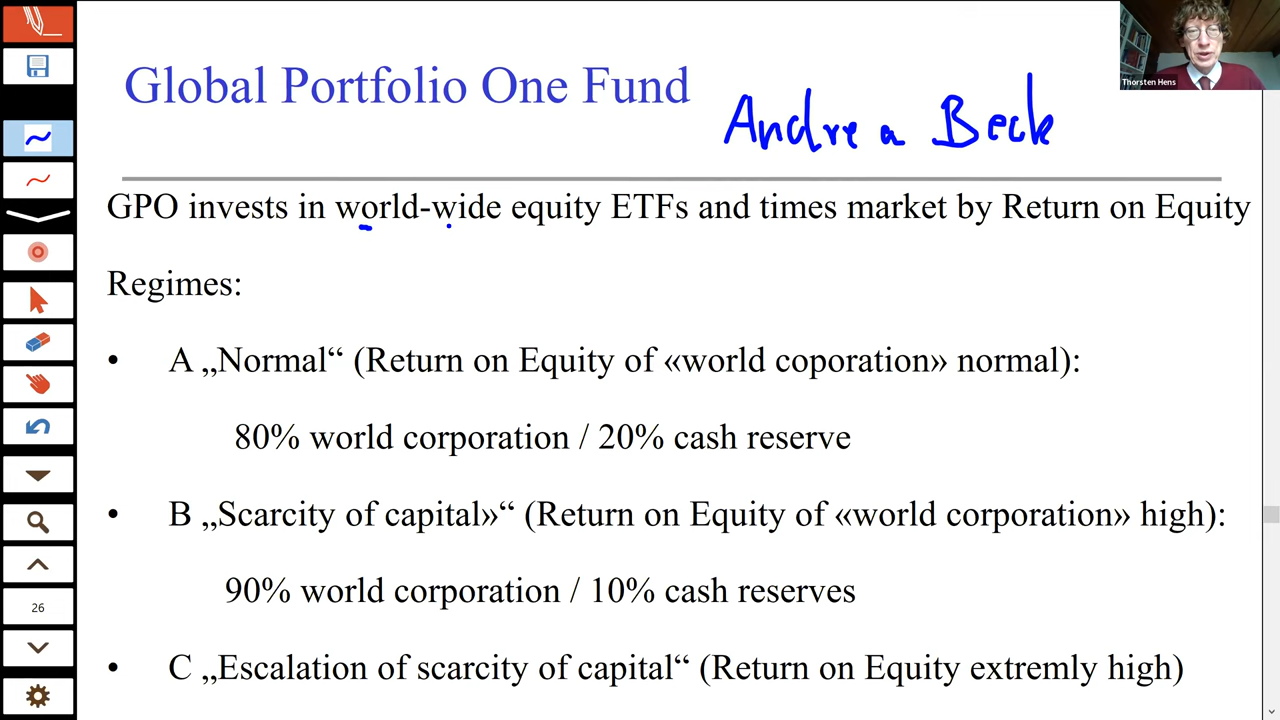 Global Portfolio One Fund
Andrea Beck
Thorsten Hens
GPO invests in world-wide equity ETFs and times market by Return on Equity
Regimes:
• A „Normal“ (Return on Equity of «world coporation» normal):
80% world corporation / 20% cash reserve
• B „Scarcity of capital»“ (Return on Equity of «world corporation» high):
90% world corporation / 10% cash reserves
• C „Escalation of scarcity of capital“ (Return on Equity extremly high)
26